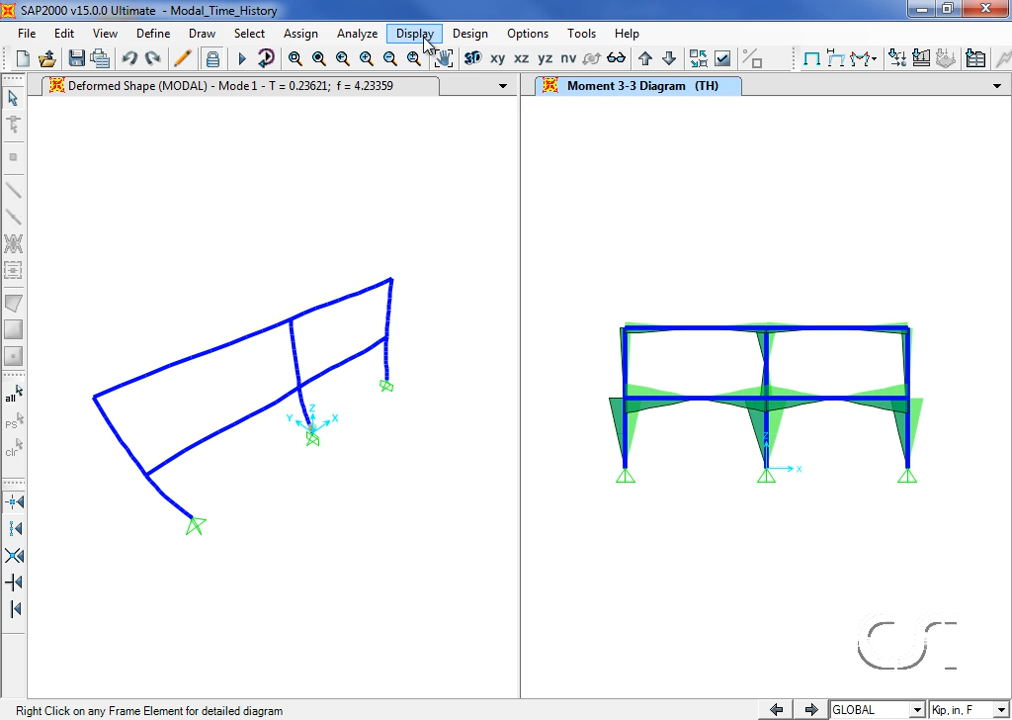 SAP2000 v15.0.0 Ultimate - Modal_Time_History
File Edit View Define Draw Select Assign Analyze Display Design Options Tools Help
3D xy xz yz nv
Deformed Shape (MODAL) - Mode 1 - T = 0.23621; f = 4.23359
Moment 3-3 Diagram (TH)
all
PS
clr
Z
Y X
Z
X
CSI
Right Click on any Frame Element for detailed diagram
GLOBAL
Kip, in, F